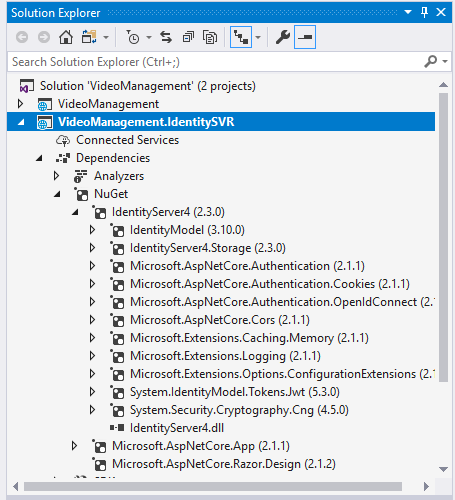 Solution Explorer
Search Solution Explorer (Ctrl+;)
Solution 'VideoManagement' (2 projects)
VideoManagement
VideoManagement.IdentitySVR
Connected Services
Dependencies
Analyzers
NuGet
IdentityServer4 (2.3.0)
IdentityModel (3.10.0)
IdentityServer4.Storage (2.3.0)
Microsoft.AspNetCore.Authentication (2.1.1)
Microsoft.AspNetCore.Authentication.Cookies (2.1.1)
Microsoft.AspNetCore.Authentication.OpenIdConnect (2.1
Microsoft.AspNetCore.Cors (2.1.1)
Microsoft.Extensions.Caching.Memory (2.1.1)
Microsoft.Extensions.Logging (2.1.1)
Microsoft.Extensions.Options.ConfigurationExtensions (2.1.
System.IdentityModel.Tokens.Jwt (5.3.0)
System.Security.Cryptography.Cng (4.5.0)
IdentityServer4.dll
Microsoft.AspNetCore.App (2.1.1)
Microsoft.AspNetCore.Razor.Design (2.1.2)